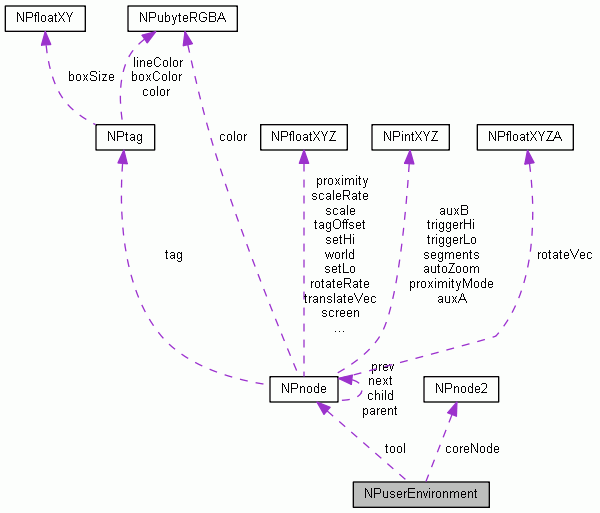 NPfloatXY
NPubyteRGBA
boxSize
lineColor
boxColor
color
NPtag
color
NPfloatXYZ
NPintXYZ
NPfloatXYZA
tag
proximity
scaleRate
scale
tagOffset
setHi
world
setLo
rotateRate
translateVec
screen
...
auxB
triggerHi
triggerLo
segments
autoZoom
proximityMode
auxA
rotateVec
NPnode
prev
next
child
parent
NPnode2
tool
coreNode
NPuserEnvironment